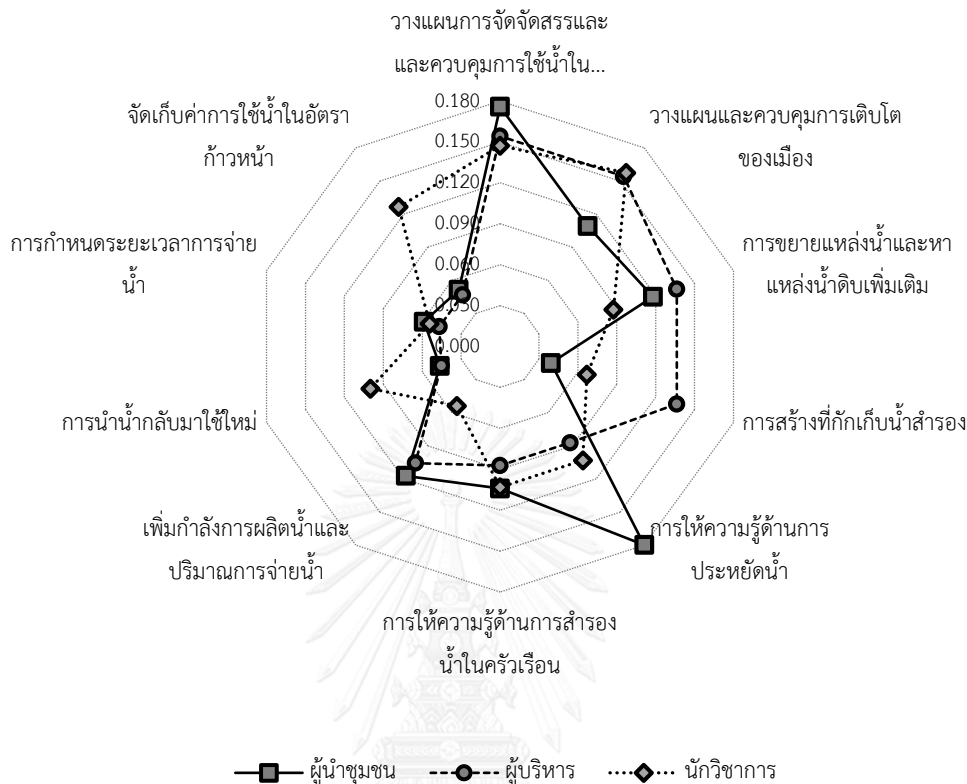 วางแผนการจัดจัดสรรและ
และควบคุมการใช้น้ำใน...
วางแผนและควบคุมการเติบโต
ของเมือง
การขยายแหล่งน้ำและหา
แหล่งน้ำดิบเพิ่มเติม
การสร้างที่กักเก็บน้ำสำรอง
การให้ความรู้ด้านการ
ประหยัดน้ำ
การให้ความรู้ด้านการสำรอง
น้ำในครัวเรือน
เพิ่มกำลังการผลิตน้ำและ
ปริมาณการจ่ายน้ำ
การนำน้ำกลับมาใช้ใหม่
การกำหนดระยะเวลาการจ่าย
น้ำ
จัดเก็บค่าการใช้น้ำในอัตรา
ก้าวหน้า
0.180
0.150
0.120
0.090
0.060
0.050
0.000
ผู้นำชุมชน
ผู้บริหาร
นักวิชาการ